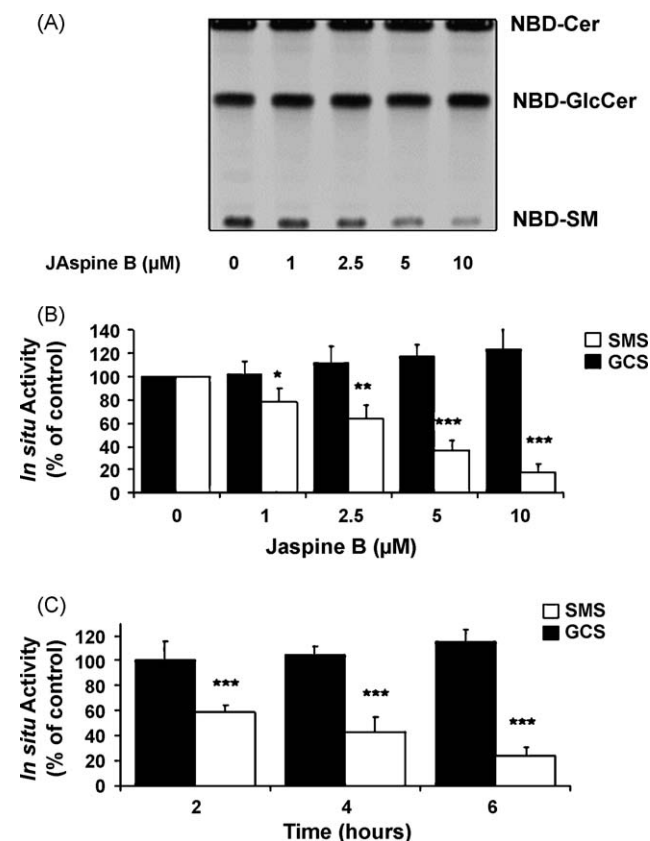 (A)
NBD-Cer
NBD-GlcCer
NBD-SM
JAspine B (µM) 0 1 2.5 5 10
(B)
140
120
100
80
60
40
20
0
In situ Activity
(% of control)
SMS
GCS
*
**
***
***
0 1 2.5 5 10
Jaspine B (µM)
(C)
120
100
80
60
40
20
0
In situ Activity
(% of control)
SMS
GCS
***
***
***
2 4 6
Time (hours)